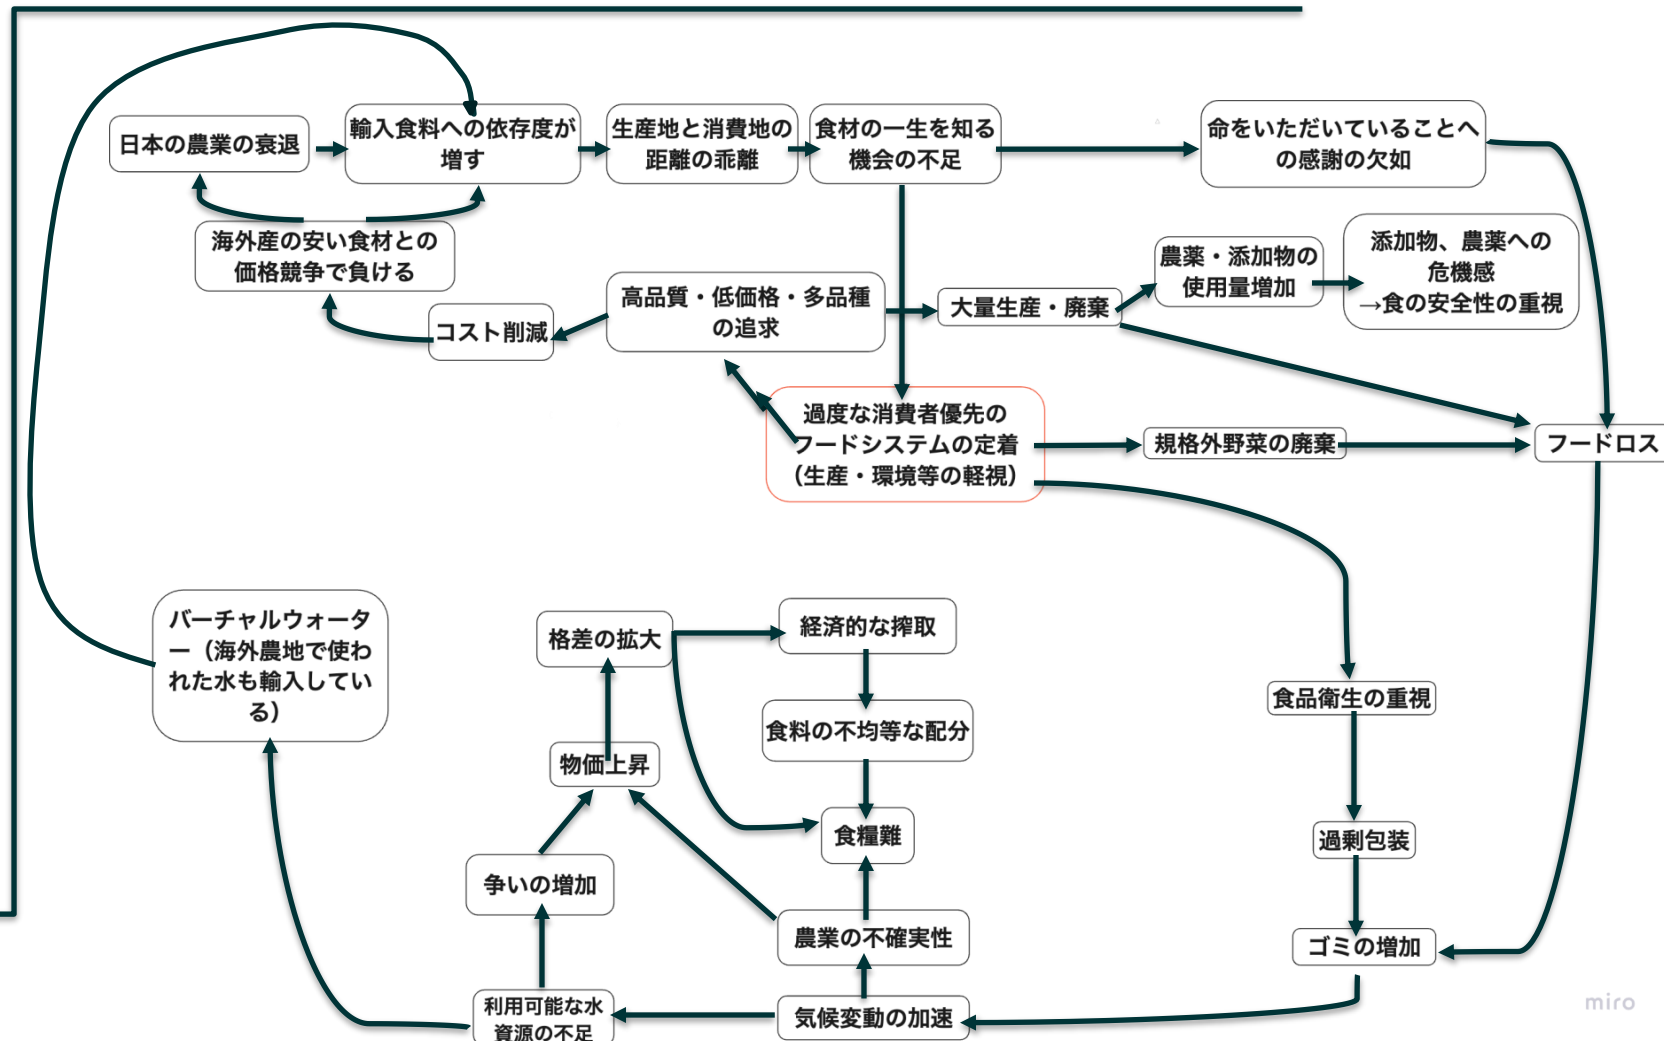 日本の農業の衰退
輸入食料への依存度が
増す
生産地と消費地の
距離の乖離
食材の一生を知る
機会の不足
命をいただいていることへ
の感謝の欠如
海外産の安い食材との
価格競争で負ける
コスト削減
高品質・低価格・多品種
の追求
大量生産・廃棄
農薬・添加物の
使用量増加
添加物、農薬への
危機感
→食の安全性の重視
過度な消費者優先の
フードシステムの定着
（生産・環境等の軽視）
規格外野菜の廃棄
フードロス
バーチャルウォータ
ー（海外農地で使わ
れた水も輸入してい
る）
格差の拡大
経済的な搾取
食料の不均等な配分
物価上昇
食糧難
争いの増加
農業の不確実性
利用可能な水
資源の不足
気候変動の加速
食品衛生の重視
過剰包装
ゴミの増加
miro